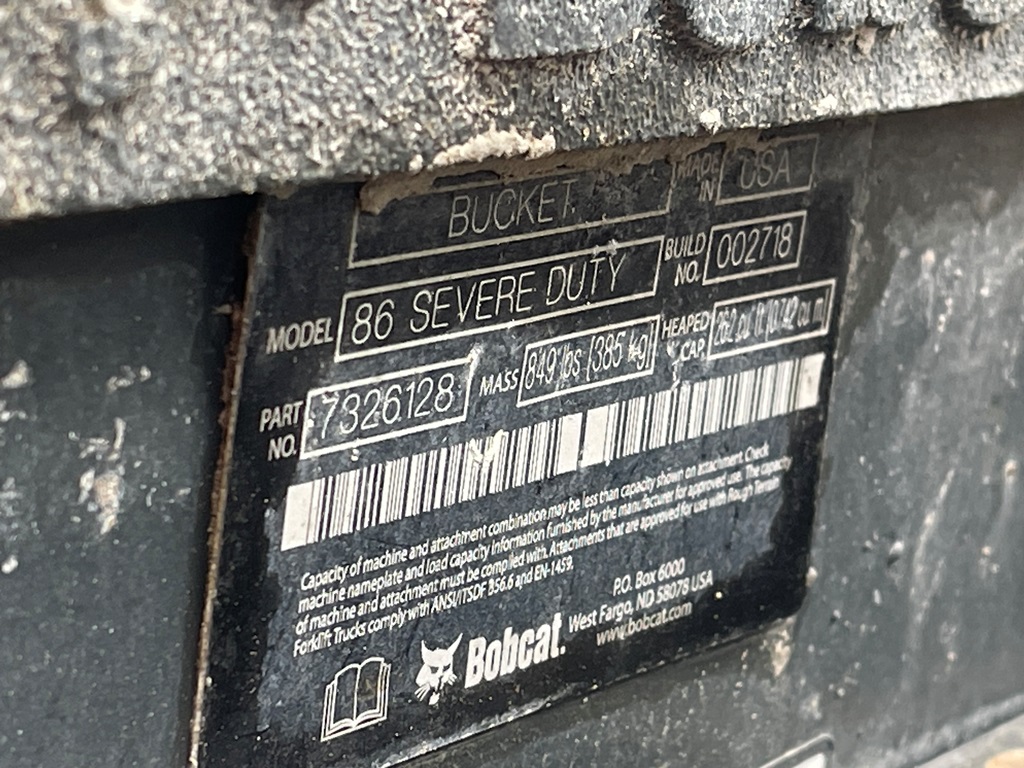 BUCKET
MADE IN USA
MODEL 86 SEVERE DUTY
BUILD NO. 002718
PART NO. 7326128
MASS 849 lbs (385 kg)
HEAPED CAP.
Capacity of machine and attachment combination may be less than capacity shown on attachment. Check
machine nameplate and load capacity information furnished by the manufacturer for approved use. The capacity
of machine and attachment must be complied with. Attachments that are approved for use with Rough Terrain
Forklift Trucks comply with ANSI/ITSDF B56.6 and EN-1459.
Bobcat.
P.O. Box 6000
West Fargo, ND 58078 USA
www.bobcat.com